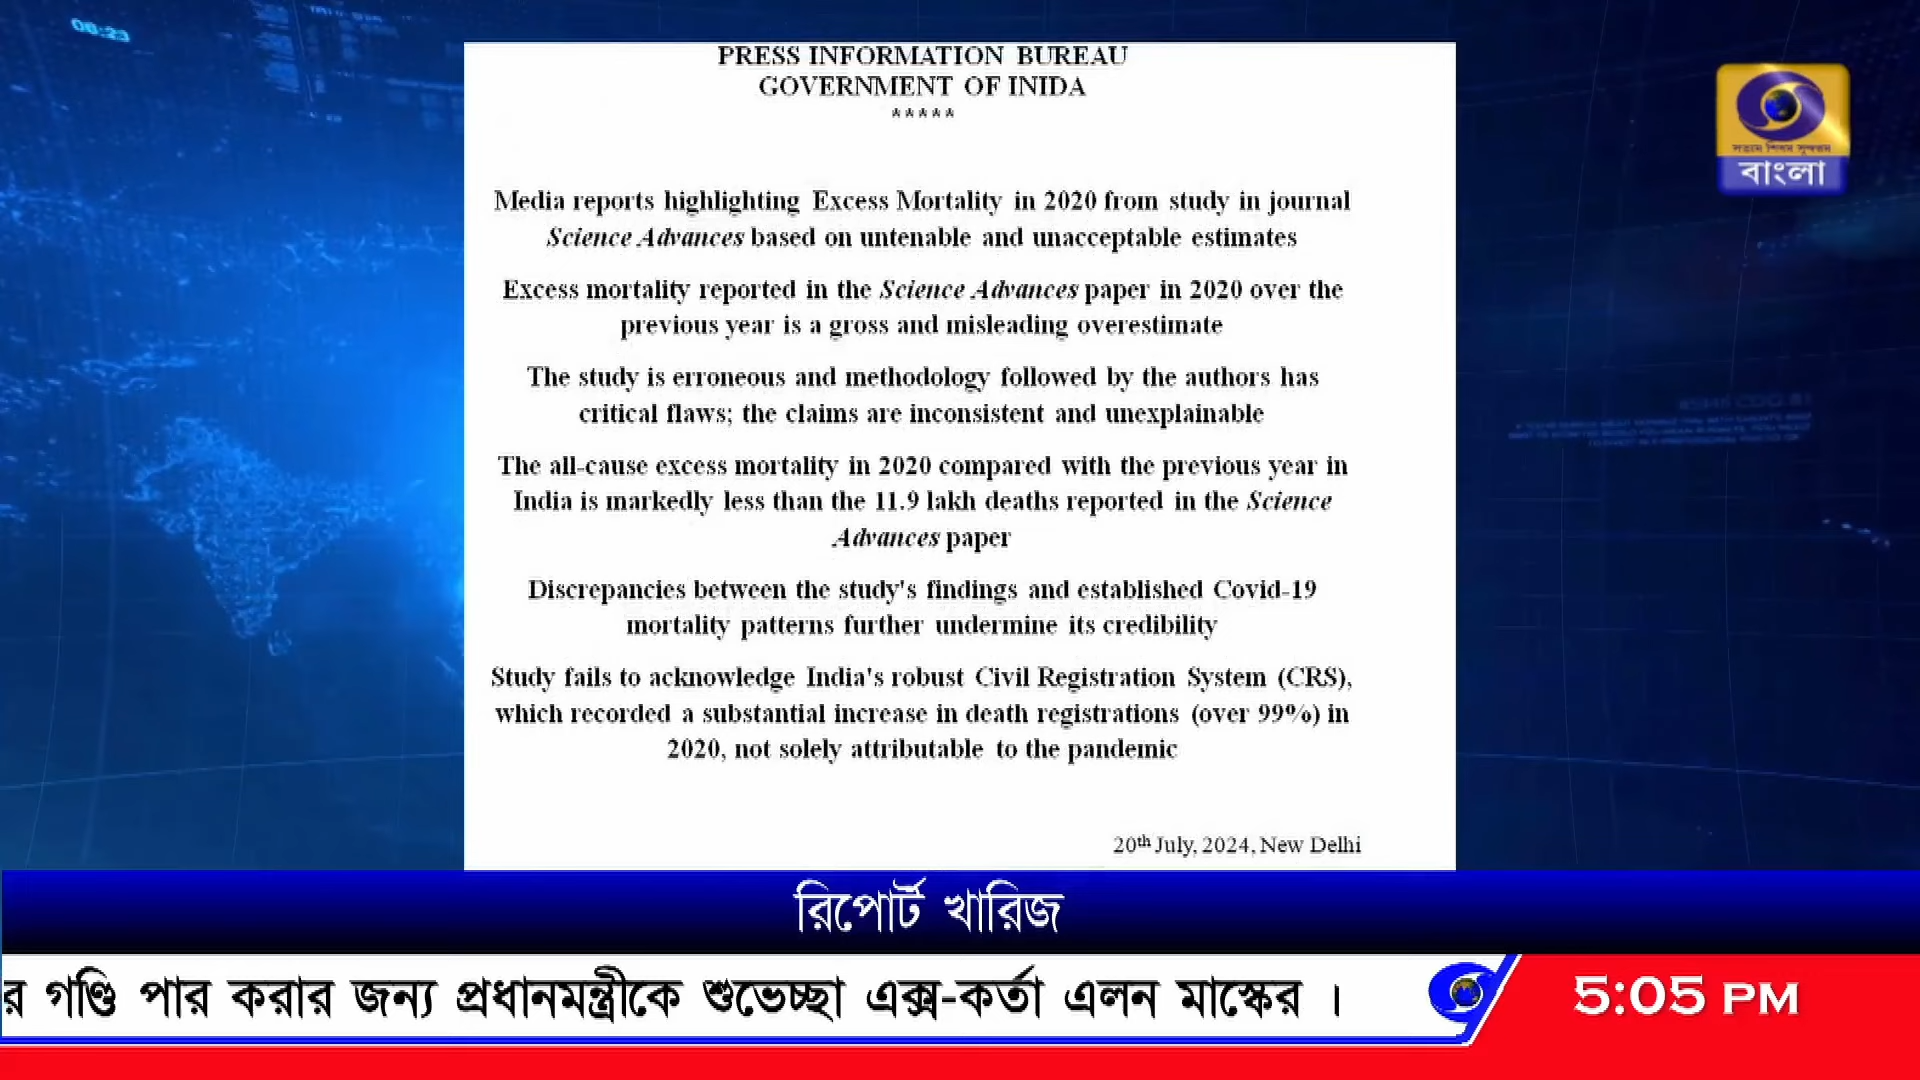 00:23
PRESS INFORMATION BUREAU
GOVERNMENT OF INIDA
*****
Media reports highlighting Excess Mortality in 2020 from study in journal
Science Advances based on untenable and unacceptable estimates
Excess mortality reported in the Science Advances paper in 2020 over the
previous year is a gross and misleading overestimate
The study is erroneous and methodology followed by the authors has
critical flaws; the claims are inconsistent and unexplainable
The all-cause excess mortality in 2020 compared with the previous year in
India is markedly less than the 11.9 lakh deaths reported in the Science
Advances paper
Discrepancies between the study's findings and established Covid-19
mortality patterns further undermine its credibility
Study fails to acknowledge India's robust Civil Registration System (CRS),
which recorded a substantial increase in death registrations (over 99%) in
2020, not solely attributable to the pandemic
20th July, 2024, New Delhi
সত্যম শিবম সুন্দরম
বাংলা
রিপোর্ট খারিজ
র গণ্ডি পার করার জন্য প্রধানমন্ত্রীকে শুভেচ্ছা এক্স-কর্তা এলন মাস্কের ।
5:05 PM